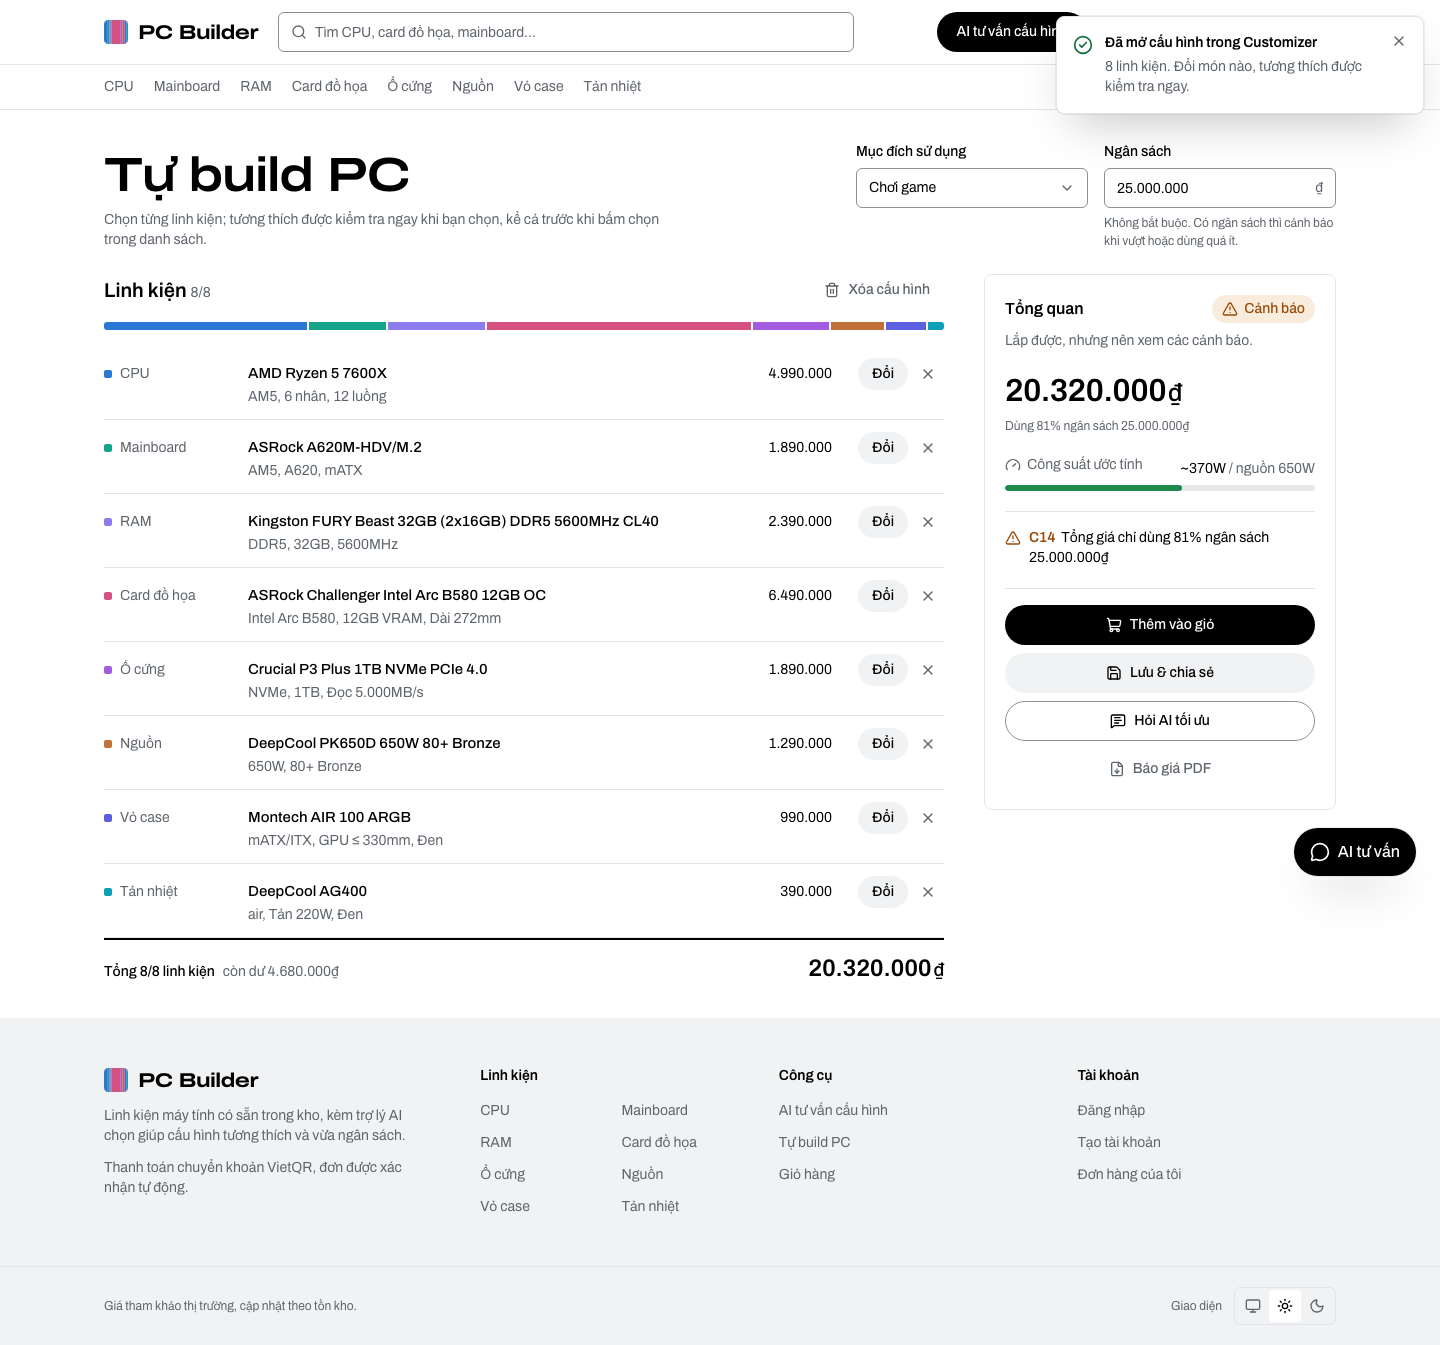 PC Builder
Tìm CPU, card đồ họa, mainboard...
AI tư vấn cấu hìn
Đã mở cấu hình trong Customizer
8 linh kiện. Đổi món nào, tương thích được
kiểm tra ngay.
CPU
Mainboard
RAM
Card đồ họa
Ổ cứng
Nguồn
Vỏ case
Tản nhiệt
Tự build PC
Chọn từng linh kiện; tương thích được kiểm tra ngay khi bạn chọn, kể cả trước khi bấm chọn
trong danh sách.
Mục đích sử dụng
Chơi game
Ngân sách
25.000.000 ₫
Không bắt buộc. Có ngân sách thì cảnh báo
khi vượt hoặc dùng quá ít.
Linh kiện 8/8
Xóa cấu hình
CPU
AMD Ryzen 5 7600X
AM5, 6 nhân, 12 luồng
4.990.000
Đổi
Mainboard
ASRock A620M-HDV/M.2
AM5, A620, mATX
1.890.000
Đổi
RAM
Kingston FURY Beast 32GB (2x16GB) DDR5 5600MHz CL40
DDR5, 32GB, 5600MHz
2.390.000
Đổi
Card đồ họa
ASRock Challenger Intel Arc B580 12GB OC
Intel Arc B580, 12GB VRAM, Dài 272mm
6.490.000
Đổi
Ổ cứng
Crucial P3 Plus 1TB NVMe PCIe 4.0
NVMe, 1TB, Đọc 5.000MB/s
1.890.000
Đổi
Nguồn
DeepCool PK650D 650W 80+ Bronze
650W, 80+ Bronze
1.290.000
Đổi
Vỏ case
Montech AIR 100 ARGB
mATX/ITX, GPU ≤ 330mm, Đen
990.000
Đổi
Tản nhiệt
DeepCool AG400
air, Tản 220W, Đen
390.000
Đổi
Tổng 8/8 linh kiện còn dư 4.680.000₫
20.320.000₫
Tổng quan
Cảnh báo
Lắp được, nhưng nên xem các cảnh báo.
20.320.000₫
Dùng 81% ngân sách 25.000.000₫
Công suất ước tính
~370W / nguồn 650W
C14 Tổng giá chỉ dùng 81% ngân sách
25.000.000₫
Thêm vào giỏ
Lưu & chia sẻ
Hỏi AI tối ưu
Báo giá PDF
AI tư vấn
PC Builder
Linh kiện máy tính có sẵn trong kho, kèm trợ lý AI
chọn giúp cấu hình tương thích và vừa ngân sách.
Thanh toán chuyển khoản VietQR, đơn được xác
nhận tự động.
Linh kiện
CPU
Mainboard
RAM
Card đồ họa
Ổ cứng
Nguồn
Vỏ case
Tản nhiệt
Công cụ
AI tư vấn cấu hình
Tự build PC
Giỏ hàng
Tài khoản
Đăng nhập
Tạo tài khoản
Đơn hàng của tôi
Giá tham khảo thị trường, cập nhật theo tồn kho.
Giao diện